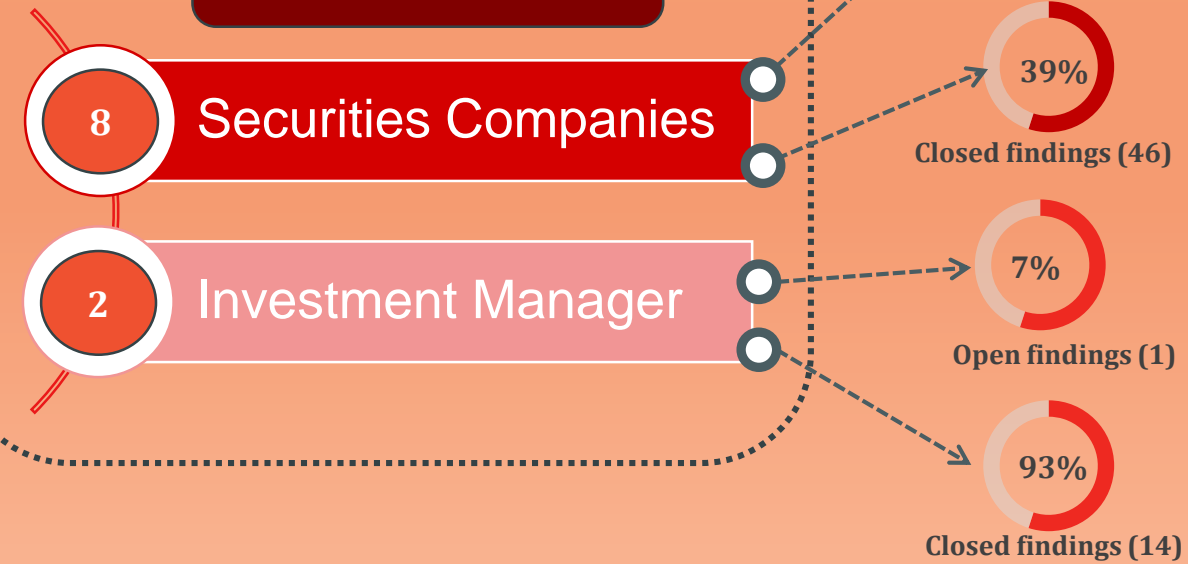 8
Securities Companies
39%
Closed findings (46)
2
Investment Manager
7%
Open findings (1)
93%
Closed findings (14)